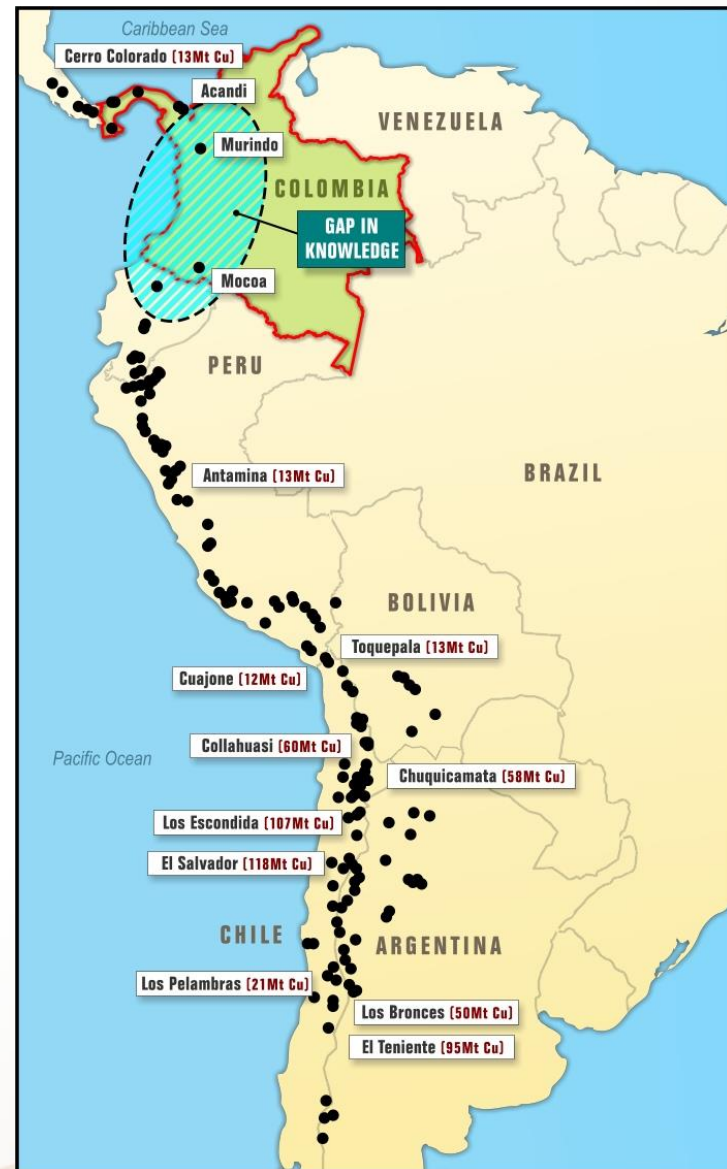 Caribbean Sea
Cerro Colorado (13Mt Cu)
Acandi
VENEZUELA
Murindo
COLOMBIA
GAP IN
KNOWLEDGE
Mocoa
PERU
BRAZIL
Antamina (13Mt Cu)
BOLIVIA
Toquepala (13Mt Cu)
Cuajone (12Mt Cu)
Collahuasi (60Mt Cu)
Pacific Ocean
Chuquicamata (58Mt Cu)
Los Escondida (107Mt Cu)
El Salvador (118Mt Cu)
CHILE
ARGENTINA
Los Pelambras (21Mt Cu)
Los Bronces (50Mt Cu)
El Teniente (95Mt Cu)